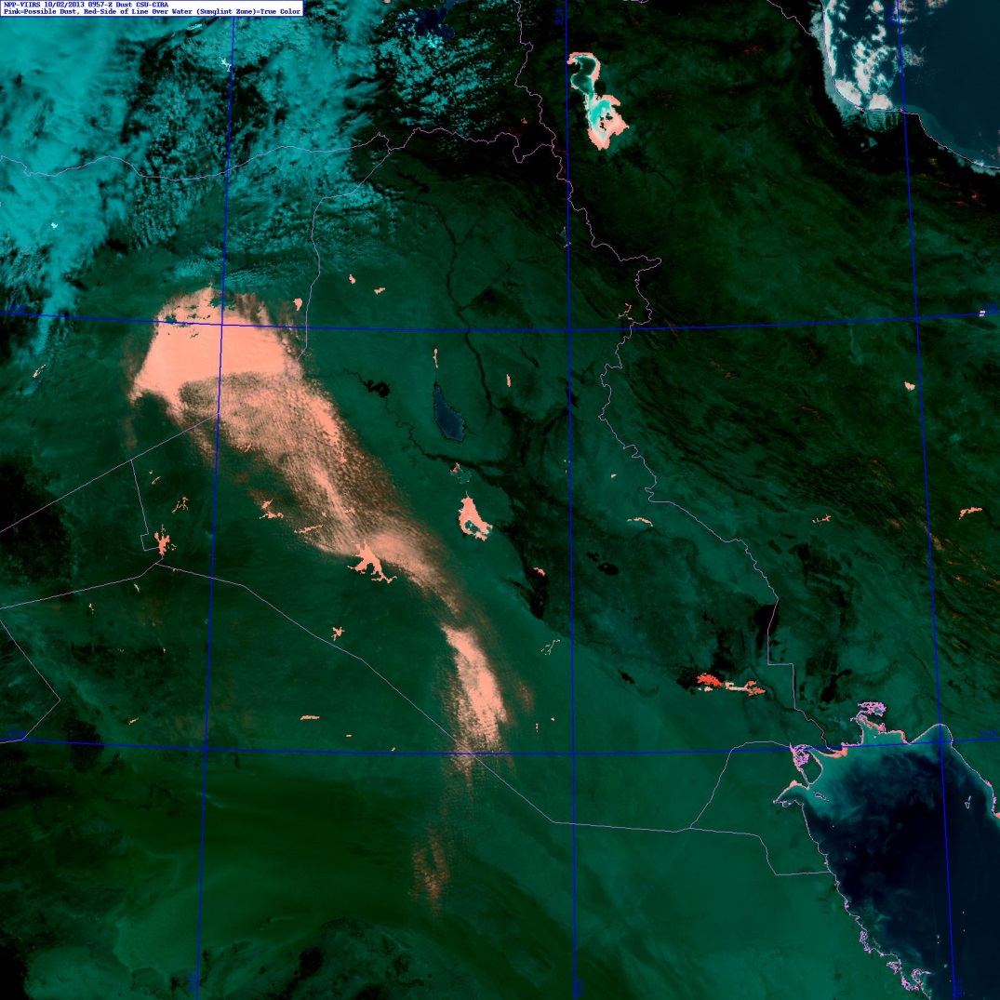 NPP-VIIRS 10/02/2013 0957-Z Dust CSU-CIRA
Pink=Possible Dust, Red-Side of Line Over Water (Sunglint Zone)=True Color